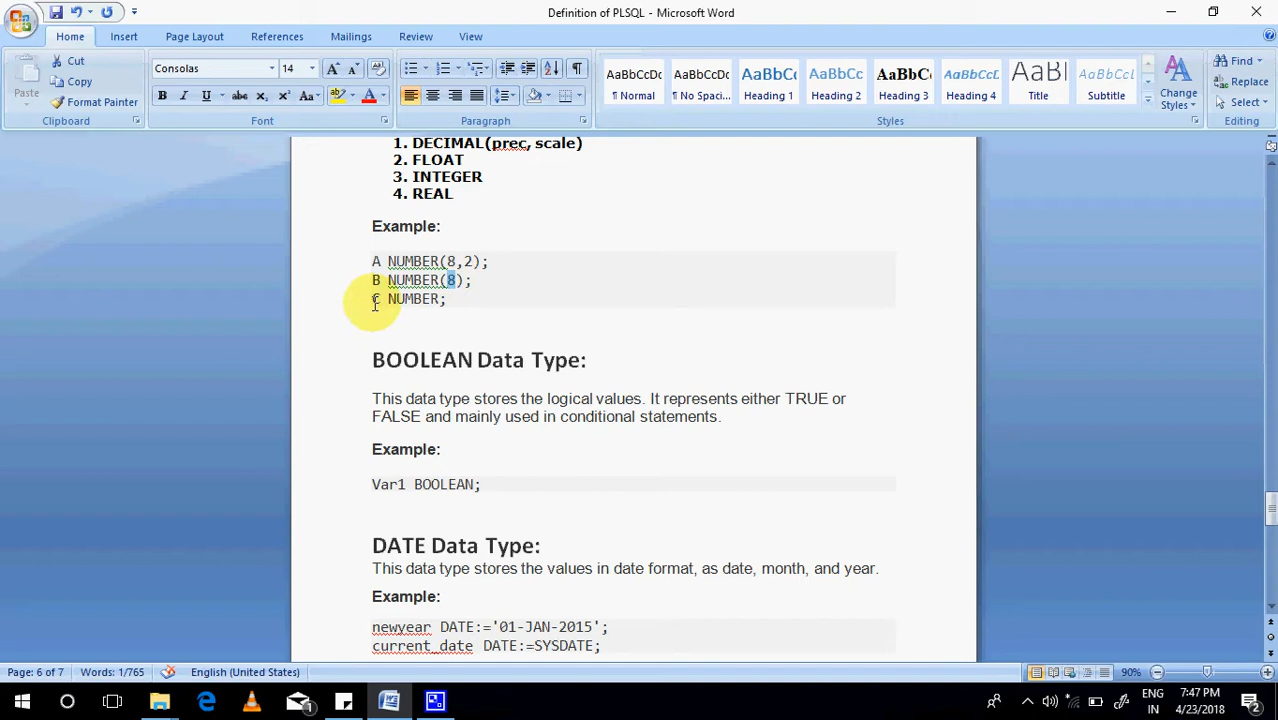 Definition of PLSQL - Microsoft Word
Home Insert Page Layout References Mailings Review View
Paste
Cut
Copy
Format Painter
Clipboard
Consolas 14
B I U abc x₂ x² Aa
Font
Paragraph
AaBbCcDc AaBbCcDc AaBbCc AaBbCc AaBbCc AaBbCcL AaBl AaBbCc
¶ Normal ¶ No Spaci... Heading 1 Heading 2 Heading 3 Heading 4 Title Subtitle
Change Styles
Styles
Find
Replace
Select
Editing
1. DECIMAL(prec, scale)
2. FLOAT
3. INTEGER
4. REAL
Example:
A NUMBER(8,2);
B NUMBER(8);
C NUMBER;
BOOLEAN Data Type:
This data type stores the logical values. It represents either TRUE or
FALSE and mainly used in conditional statements.
Example:
Var1 BOOLEAN;
DATE Data Type:
This data type stores the values in date format, as date, month, and year.
Example:
newyear DATE:='01-JAN-2015';
current_date DATE:=SYSDATE;
Page: 6 of 7 Words: 1/765 English (United States) 90%
ENG 7:47 PM
IN 4/23/2018